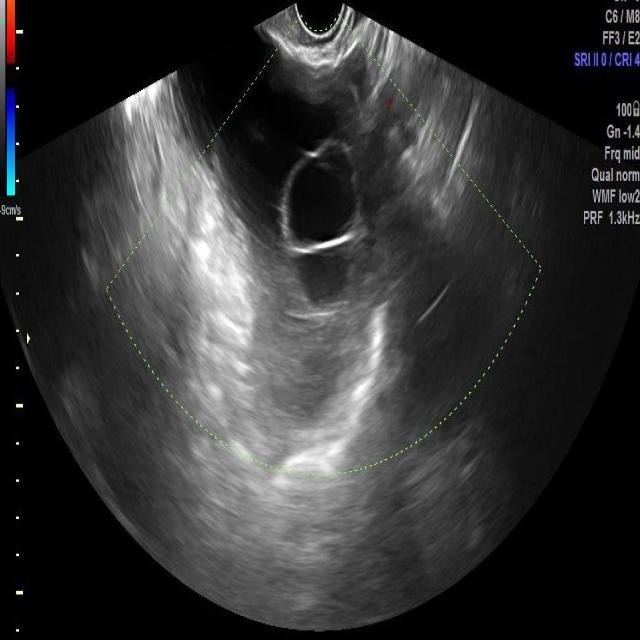 C6 / M8
FF3 / E2
SRI II 0 / CRI 4
100Ω
Gn -1.4
Frq mid
Qual norm
WMF low2
PRF 1.3kHz
-9cm/s